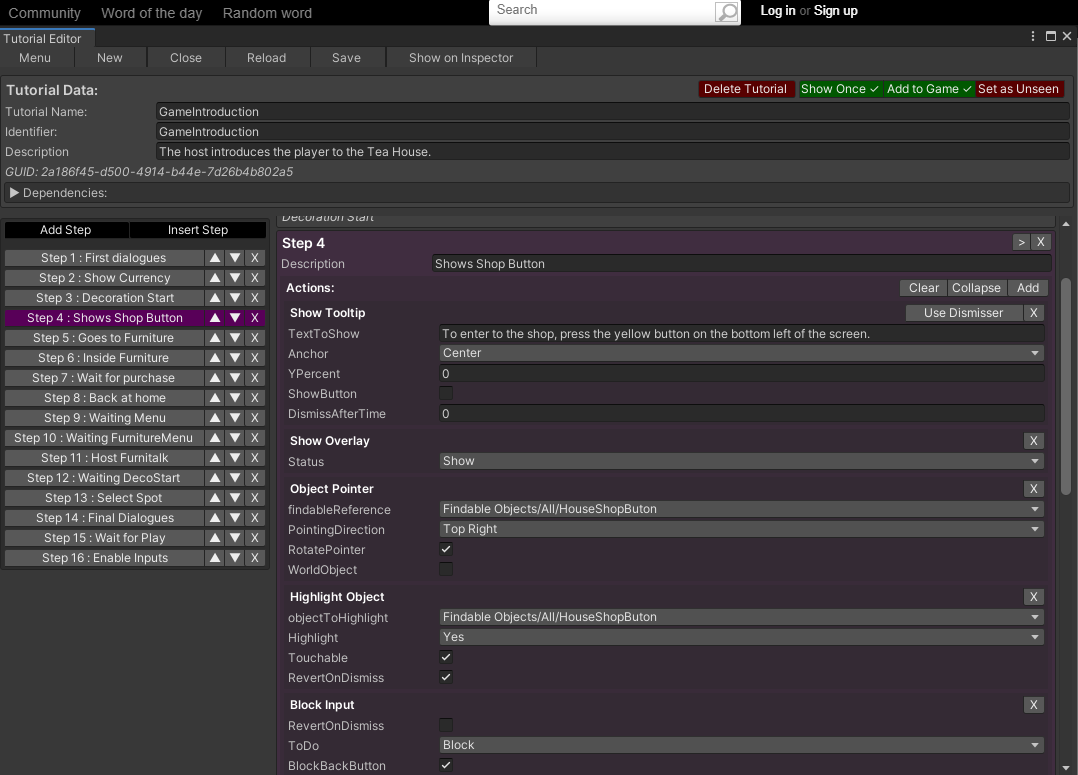 Community Word of the day Random word Search Log in or Sign up
Tutorial Editor
Menu New Close Reload Save Show on Inspector
Tutorial Data: Delete Tutorial Show Once ✓ Add to Game ✓ Set as Unseen
Tutorial Name: GameIntroduction
Identifier: GameIntroduction
Description The host introduces the player to the Tea House.
GUID: 2a186f45-d500-4914-b44e-7d26b4b802a5
▶ Dependencies:
Add Step Insert Step
Step 1 : First dialogues ▲ ▼ X
Step 2 : Show Currency ▲ ▼ X
Step 3 : Decoration Start ▲ ▼ X
Step 4 : Shows Shop Button ▲ ▼ X
Step 5 : Goes to Furniture ▲ ▼ X
Step 6 : Inside Furniture ▲ ▼ X
Step 7 : Wait for purchase ▲ ▼ X
Step 8 : Back at home ▲ ▼ X
Step 9 : Waiting Menu ▲ ▼ X
Step 10 : Waiting FurnitureMenu ▲ ▼ X
Step 11 : Host Furnitalk ▲ ▼ X
Step 12 : Waiting DecoStart ▲ ▼ X
Step 13 : Select Spot ▲ ▼ X
Step 14 : Final Dialogues ▲ ▼ X
Step 15 : Wait for Play ▲ ▼ X
Step 16 : Enable Inputs ▲ ▼ X
Decoration Start
Step 4 > X
Description Shows Shop Button
Actions: Clear Collapse Add
Show Tooltip Use Dismisser X
TextToShow To enter to the shop, press the yellow button on the bottom left of the screen.
Anchor Center
YPercent 0
ShowButton
DismissAfterTime 0
Show Overlay X
Status Show
Object Pointer X
findableReference Findable Objects/All/HouseShopButon
PointingDirection Top Right
RotatePointer ✓
WorldObject
Highlight Object X
objectToHighlight Findable Objects/All/HouseShopButon
Highlight Yes
Touchable ✓
RevertOnDismiss ✓
Block Input X
RevertOnDismiss
ToDo Block
BlockBackButton ✓